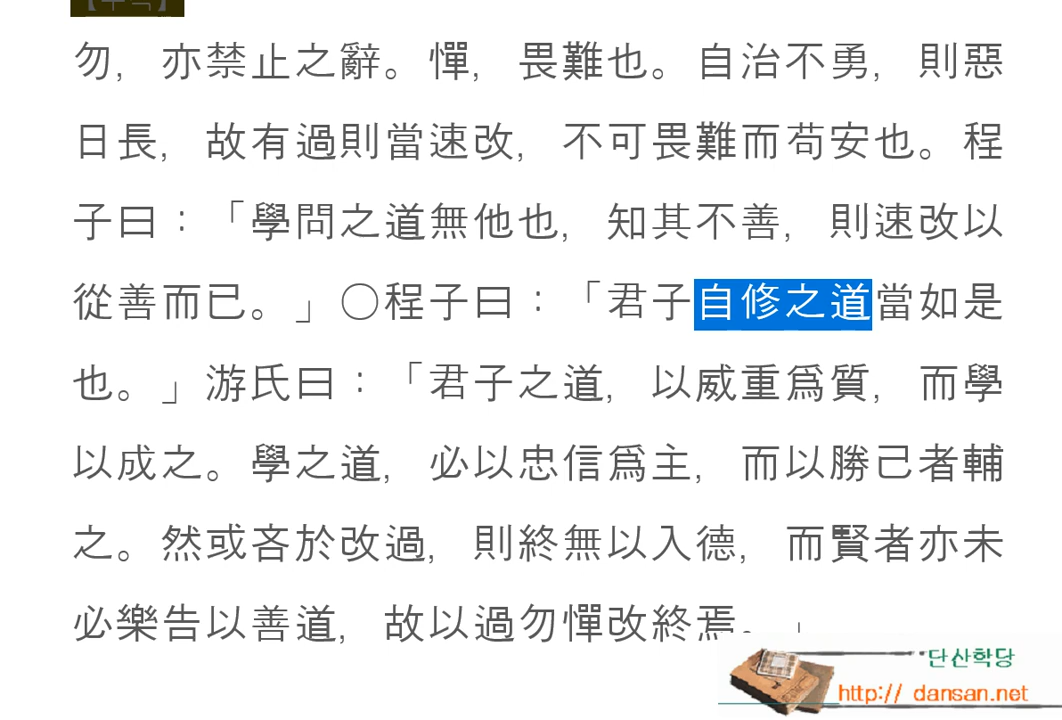 勿, 亦禁止之辭。憚, 畏難也。自治不勇, 則惡
日長, 故有過則當速改, 不可畏難而苟安也。程
子曰：「學問之道無他也, 知其不善, 則速改以
從善而已。」○程子曰：「君子自修之道當如是
也。」游氏曰：「君子之道, 以威重爲質, 而學
以成之。學之道, 必以忠信爲主, 而以勝己者輔
之。然或吝於改過, 則終無以入德, 而賢者亦未
必樂告以善道, 故以過勿憚改終焉。」
단산학당
http:// dansan.net